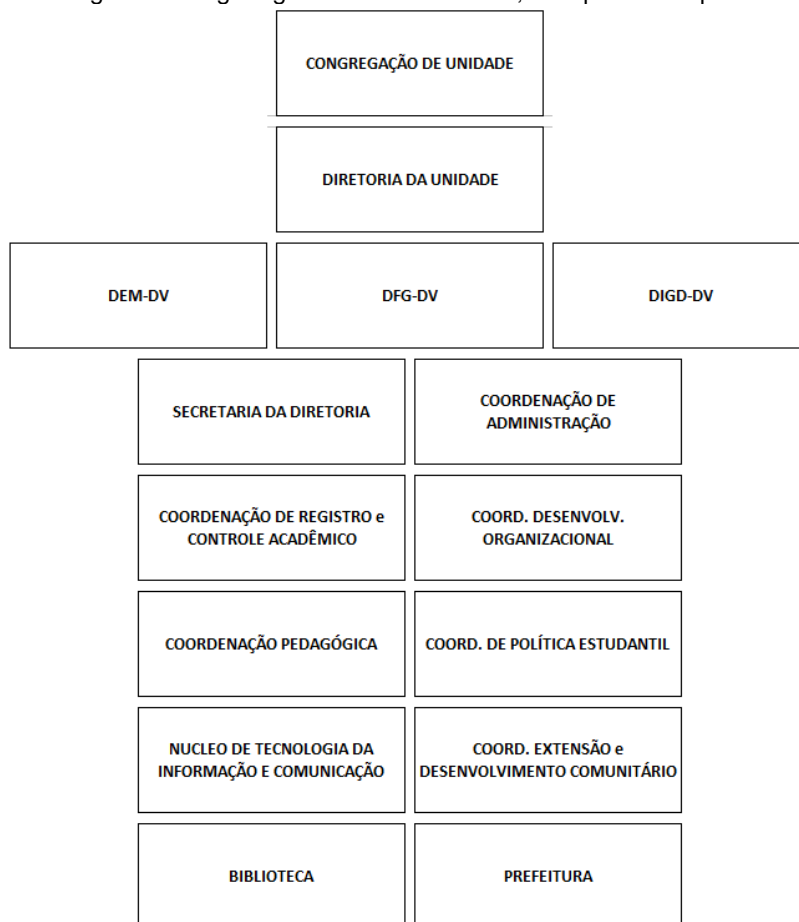 CONGREGAÇÃO DE UNIDADE
DIRETORIA DA UNIDADE
DEM-DV
DFG-DV
DIGD-DV
SECRETARIA DA DIRETORIA
COORDENAÇÃO DE
ADMINISTRAÇÃO
COORDENAÇÃO DE REGISTRO e
CONTROLE ACADÊMICO
COORD. DESENVOLV.
ORGANIZACIONAL
COORDENAÇÃO PEDAGÓGICA
COORD. DE POLÍTICA ESTUDANTIL
NUCLEO DE TECNOLOGIA DA
INFORMAÇÃO E COMUNICAÇÃO
COORD. EXTENSÃO e
DESENVOLVIMENTO COMUNITÁRIO
BIBLIOTECA
PREFEITURA